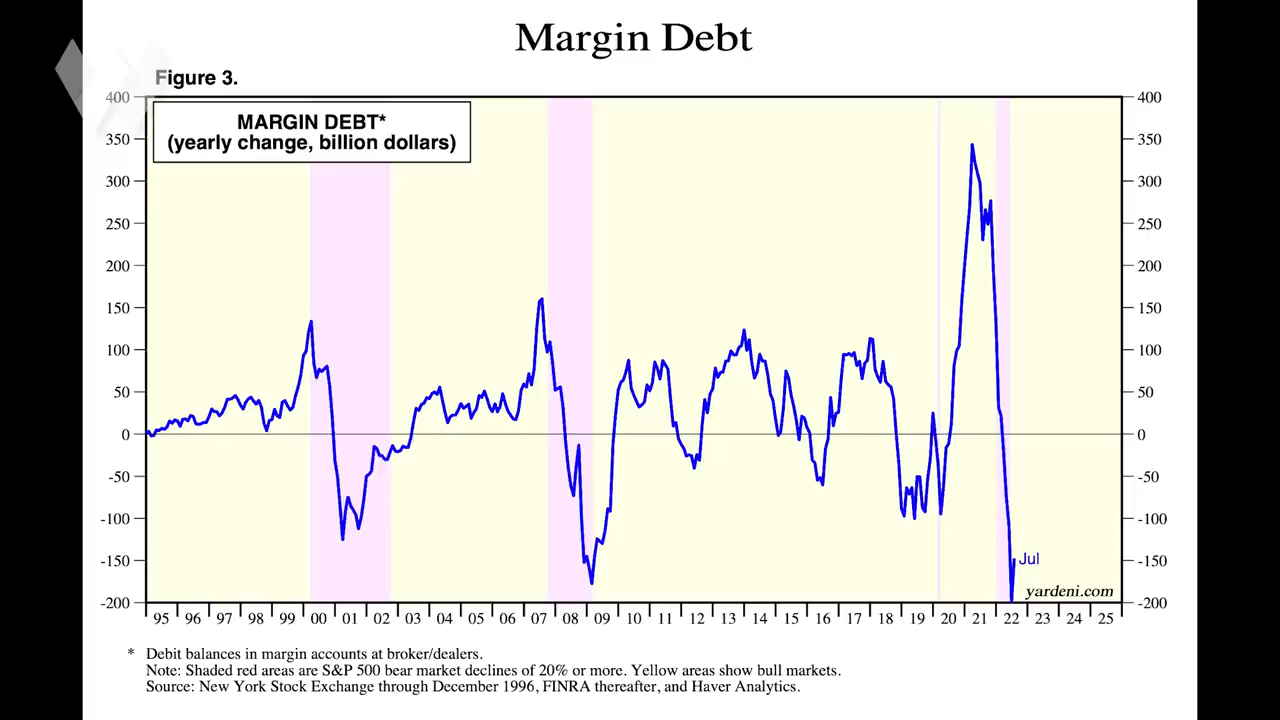 Margin Debt
Figure 3.
MARGIN DEBT*
(yearly change, billion dollars)
400 400
350 350
300 300
250 250
200 200
150 150
100 100
50 50
0 0
-50 -50
-100 -100
-150 -150
-200 -200
Jul
yardeni.com
95 96 97 98 99 00 01 02 03 04 05 06 07 08 09 10 11 12 13 14 15 16 17 18 19 20 21 22 23 24 25
* Debit balances in margin accounts at broker/dealers.
Note: Shaded red areas are S&P 500 bear market declines of 20% or more. Yellow areas show bull markets.
Source: New York Stock Exchange through December 1996, FINRA thereafter, and Haver Analytics.